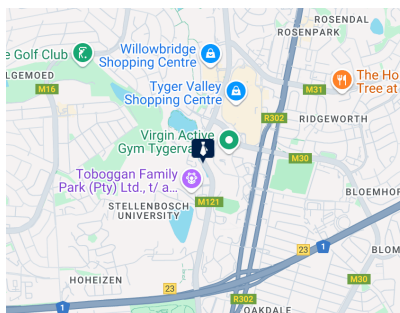 ROSENDAL
ROSENPARK
e Golf Club
Willowbridge
Shopping Centre
LGEMOED
M16
Tyger Valley
Shopping Centre
M31
The Ho
Tree at
R302
RIDGEWORTH
Virgin Active
Gym Tygerva
M30
Toboggan Family
Park (Pty) Ltd., t/ a...
BLOEMHO
M121
STELLENBOSCH
UNIVERSITY
23
1
BLOM
HOHEIZEN
23
M30
1
R302
OAKDALE